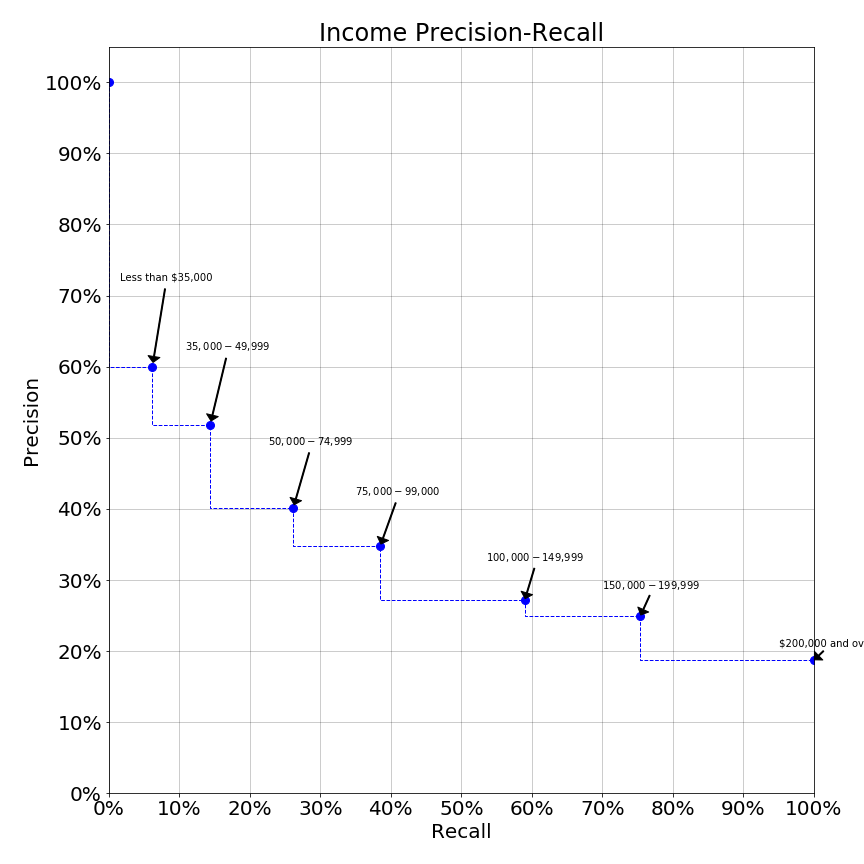 Income Precision-Recall
100%
90%
80%
Less than $35,000
70%
35,000 − 49,999
60%
50,000 − 74,999
50%
75,000 − 99,000
40%
100,000 − 149,999
30%
150,000 − 199,999
$200,000 and ov
20%
10%
0%
Precision
0% 10% 20% 30% 40% 50% 60% 70% 80% 90% 100%
Recall